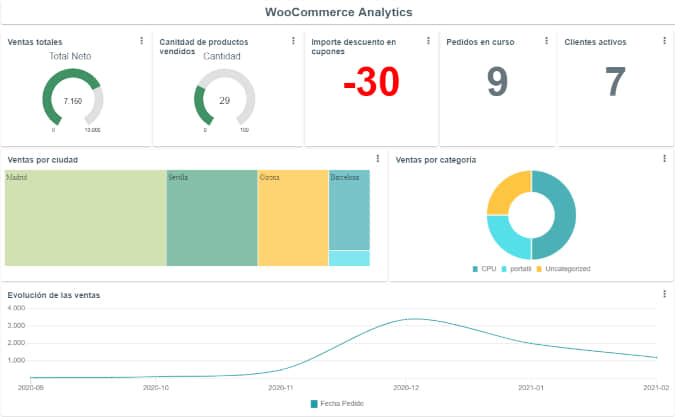 WooCommerce Analytics
Ventas totales
Total Neto
7.160
0
10.000
Canitdad de productos
vendidos
Cantidad
29
0
100
Importe descuento en
cupones
-30
Pedidos en curso
9
Clientes activos
7
Ventas por ciudad
Madrid
Sevilla
Girona
Barcelona
Ventas por categoría
CPU
portatil
Uncategorized
Evolución de las ventas
4.000
3.000
2.000
1.000
2020-09
2020-10
2020-11
2020-12
2021-01
2021-02
Fecha Pedido